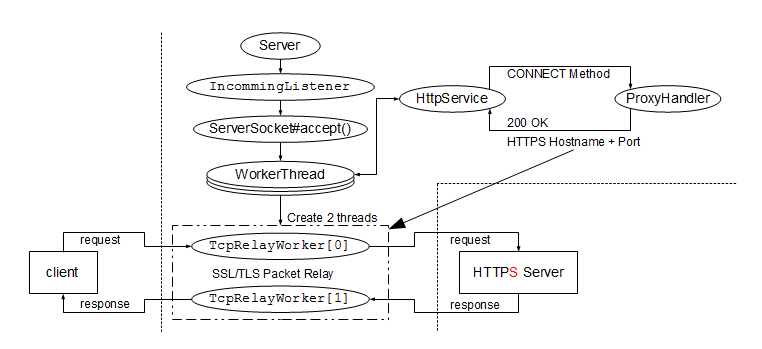 Server
IncommingListener
ServerSocket#accept()
WorkerThread
HttpService
CONNECT Method
ProxyHandler
200 OK
HTTPS Hostname + Port
Create 2 threads
request
TcpRelayWorker[0]
request
client
SSL/TLS Packet Relay
HTTPS Server
response
TcpRelayWorker[1]
response